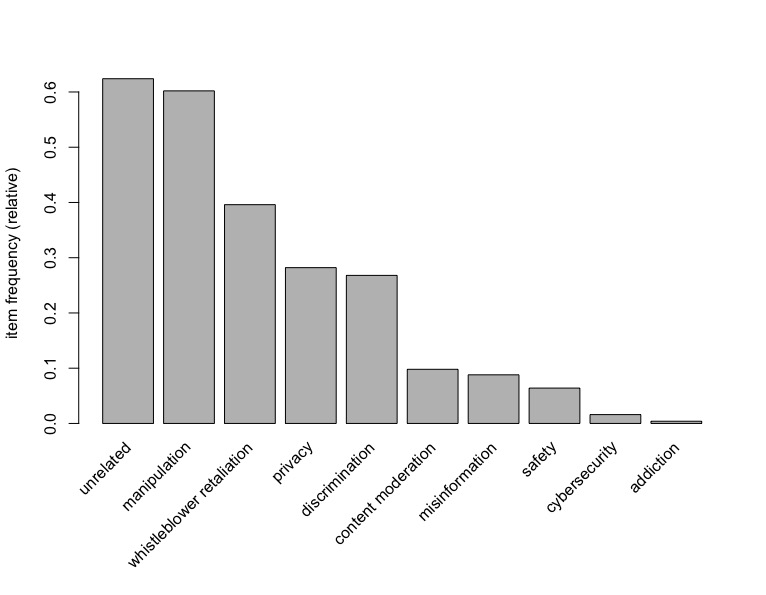 item frequency (relative)
0.6
0.5
0.4
0.3
0.2
0.1
0.0
unrelated
manipulation
whistleblower retaliation
privacy
discrimination
content moderation
misinformation
safety
cybersecurity
addiction